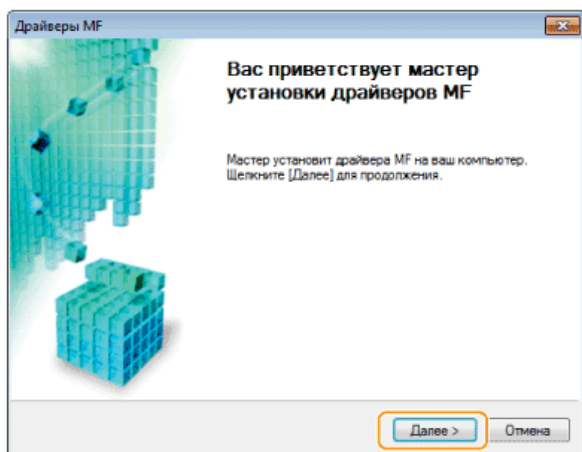 Драйверы MF
Вас приветствует мастер
установки драйверов MF
Мастер установит драйвера MF на ваш компьютер.
Щелкните [Далее] для продолжения.
Далее >
Отмена